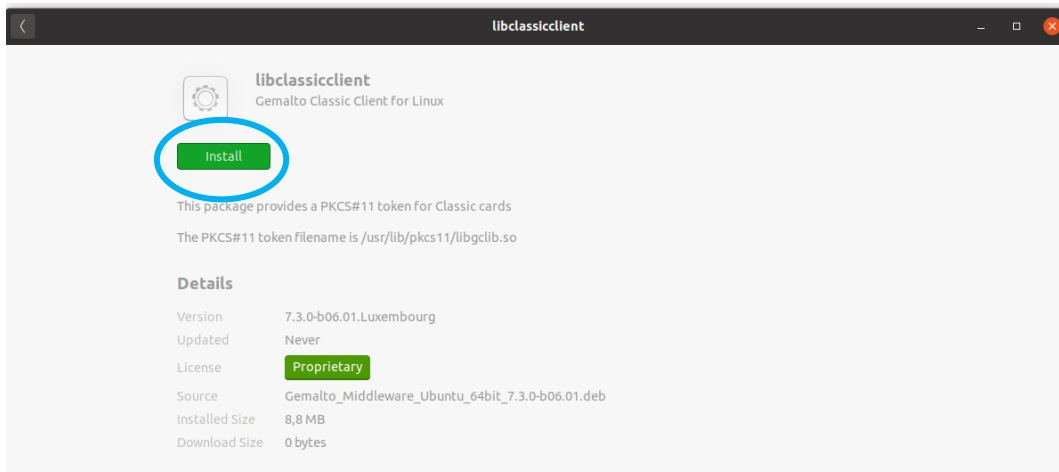 libclassicclient
libclassicclient
Gemalto Classic Client for Linux
Install
This package provides a PKCS#11 token for Classic cards
The PKCS#11 token filename is /usr/lib/pkcs11/libgclib.so
Details
Version 7.3.0-b06.01.Luxembourg
Updated Never
License Proprietary
Source Gemalto_Middleware_Ubuntu_64bit_7.3.0-b06.01.deb
Installed Size 8,8 MB
Download Size 0 bytes